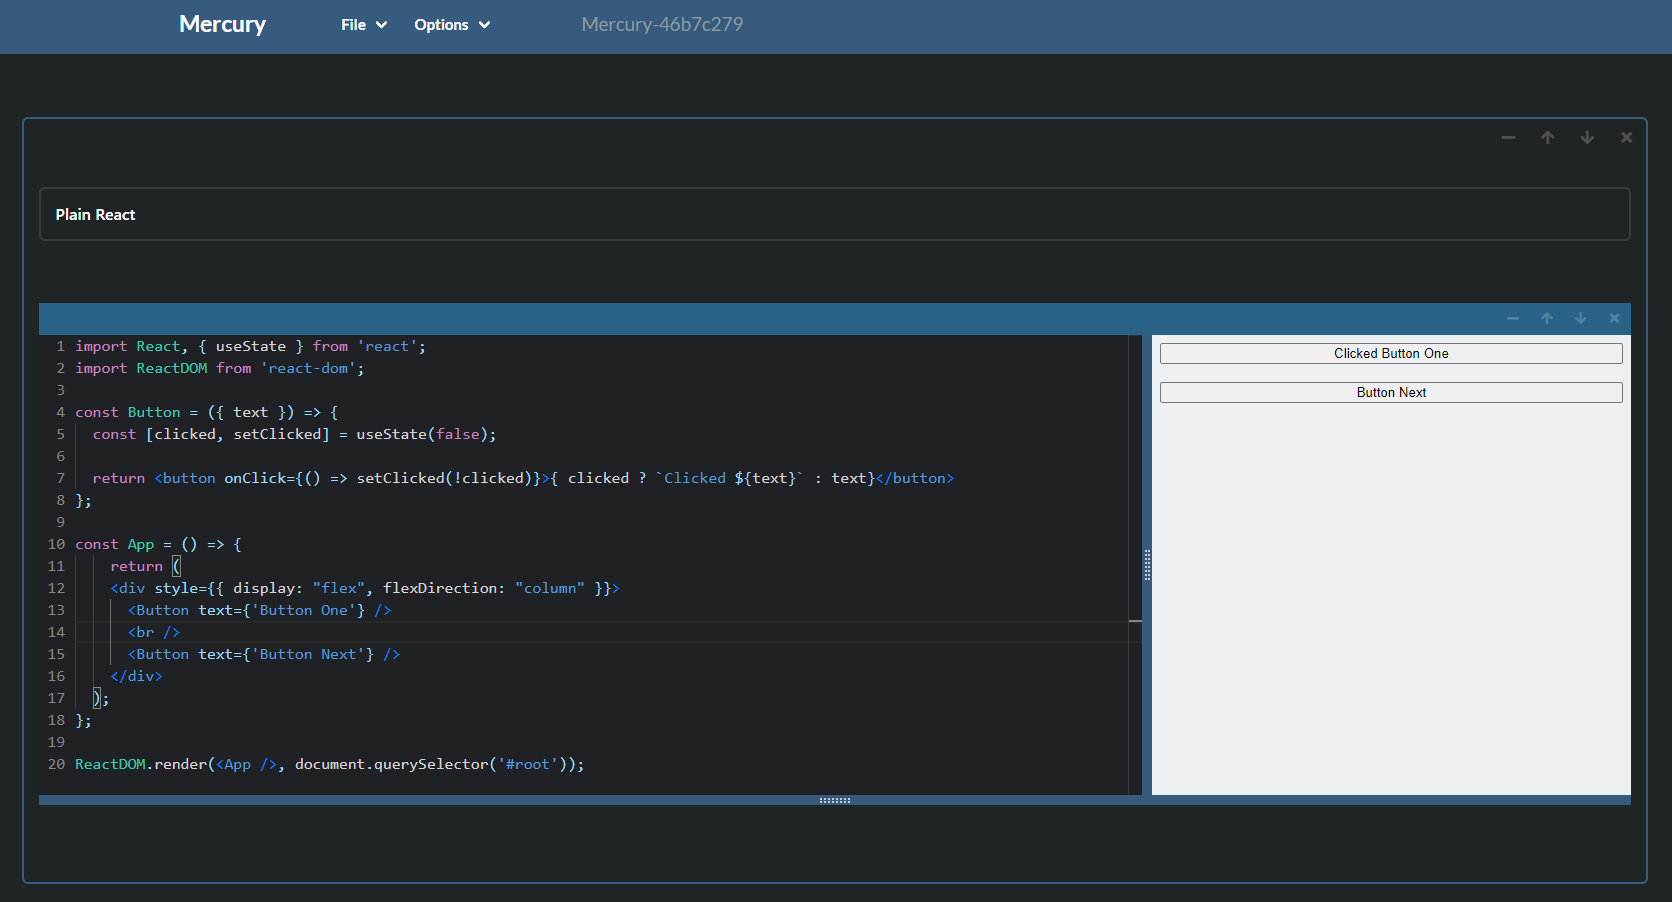 Mercury File Options Mercury-46b7c279
Plain React
1 import React, { useState } from 'react';
2 import ReactDOM from 'react-dom';
3
4 const Button = ({ text }) => {
5   const [clicked, setClicked] = useState(false);
6
7   return <button onClick={() => setClicked(!clicked)}>{ clicked ? `Clicked ${text}` : text}</button>
8 };
9
10 const App = () => {
11     return (
12     <div style={{ display: "flex", flexDirection: "column" }}>
13       <Button text={'Button One'} />
14       <br />
15       <Button text={'Button Next'} />
16     </div>
17   );
18 };
19
20 ReactDOM.render(<App />, document.querySelector('#root'));
Clicked Button One
Button Next